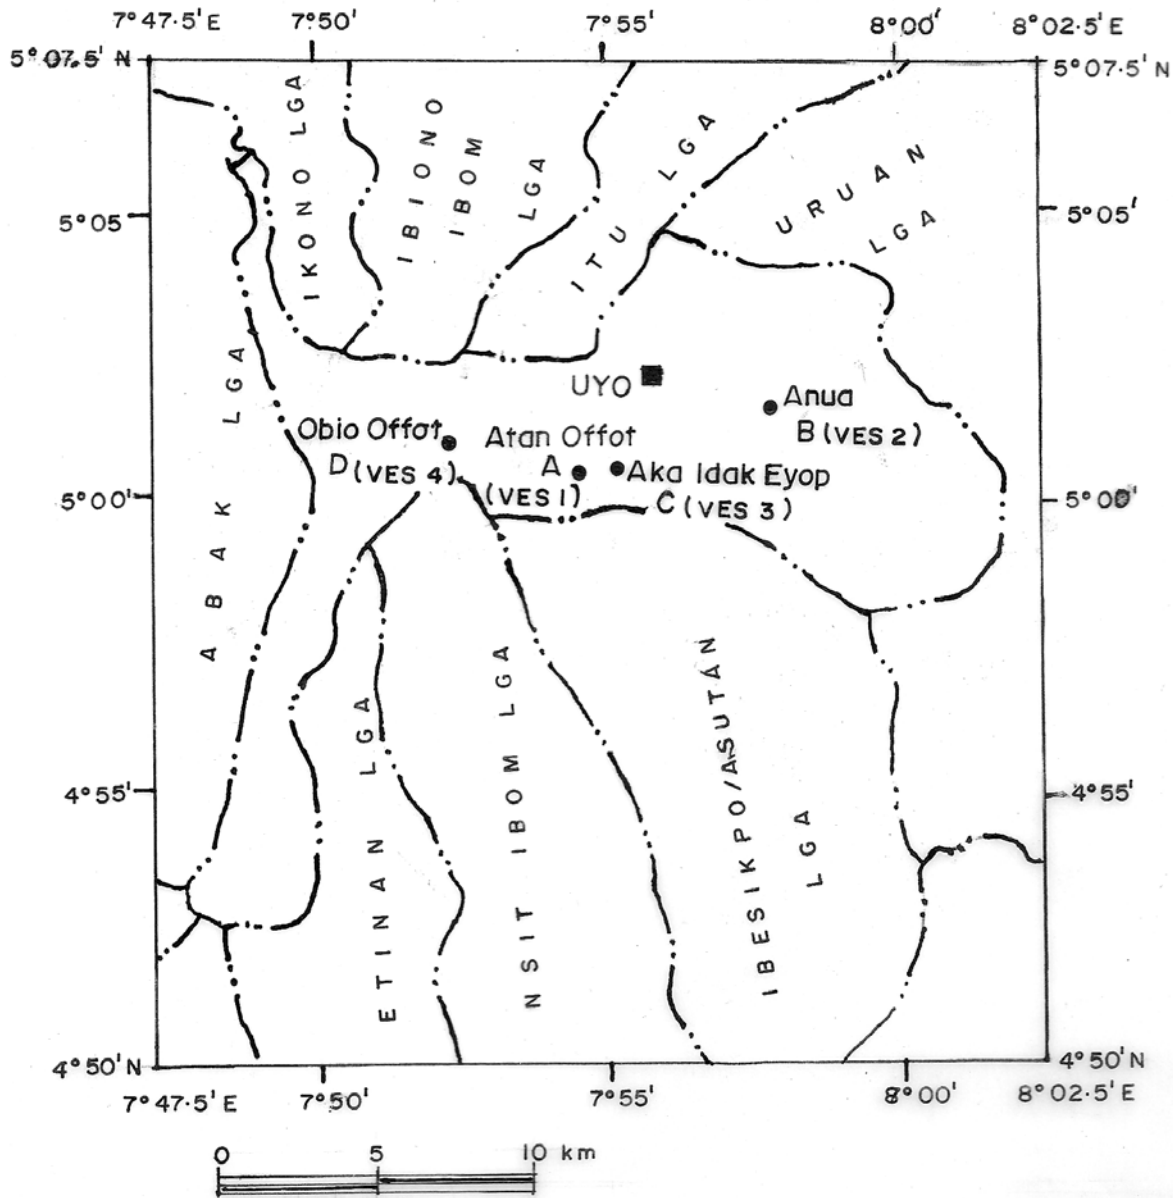 7°47.5' E
7°50'
7°55'
8°00'
8°02.5' E
5°07.5' N
5°07.5' N
IKONO LGA
IBIONO
IBOM
LGA
ITU LGA
URUAN
LGA
5°05'
5°05'
ABAK LGA
UYO
Anua
B (VES 2)
Obio Offot
D (VES 4)
Atan Offot
A
(VES 1)
Aka Idak Eyop
C (VES 3)
5°00'
5°00'
ETINAN LGA
NSIT IBOM LGA
IBESIKPO/ASUTAN
LGA
4°55'
4°55'
4°50'N
4°50'N
7°47.5' E
7°50'
7°55'
8°00'
8°02.5' E
0 5 10 km